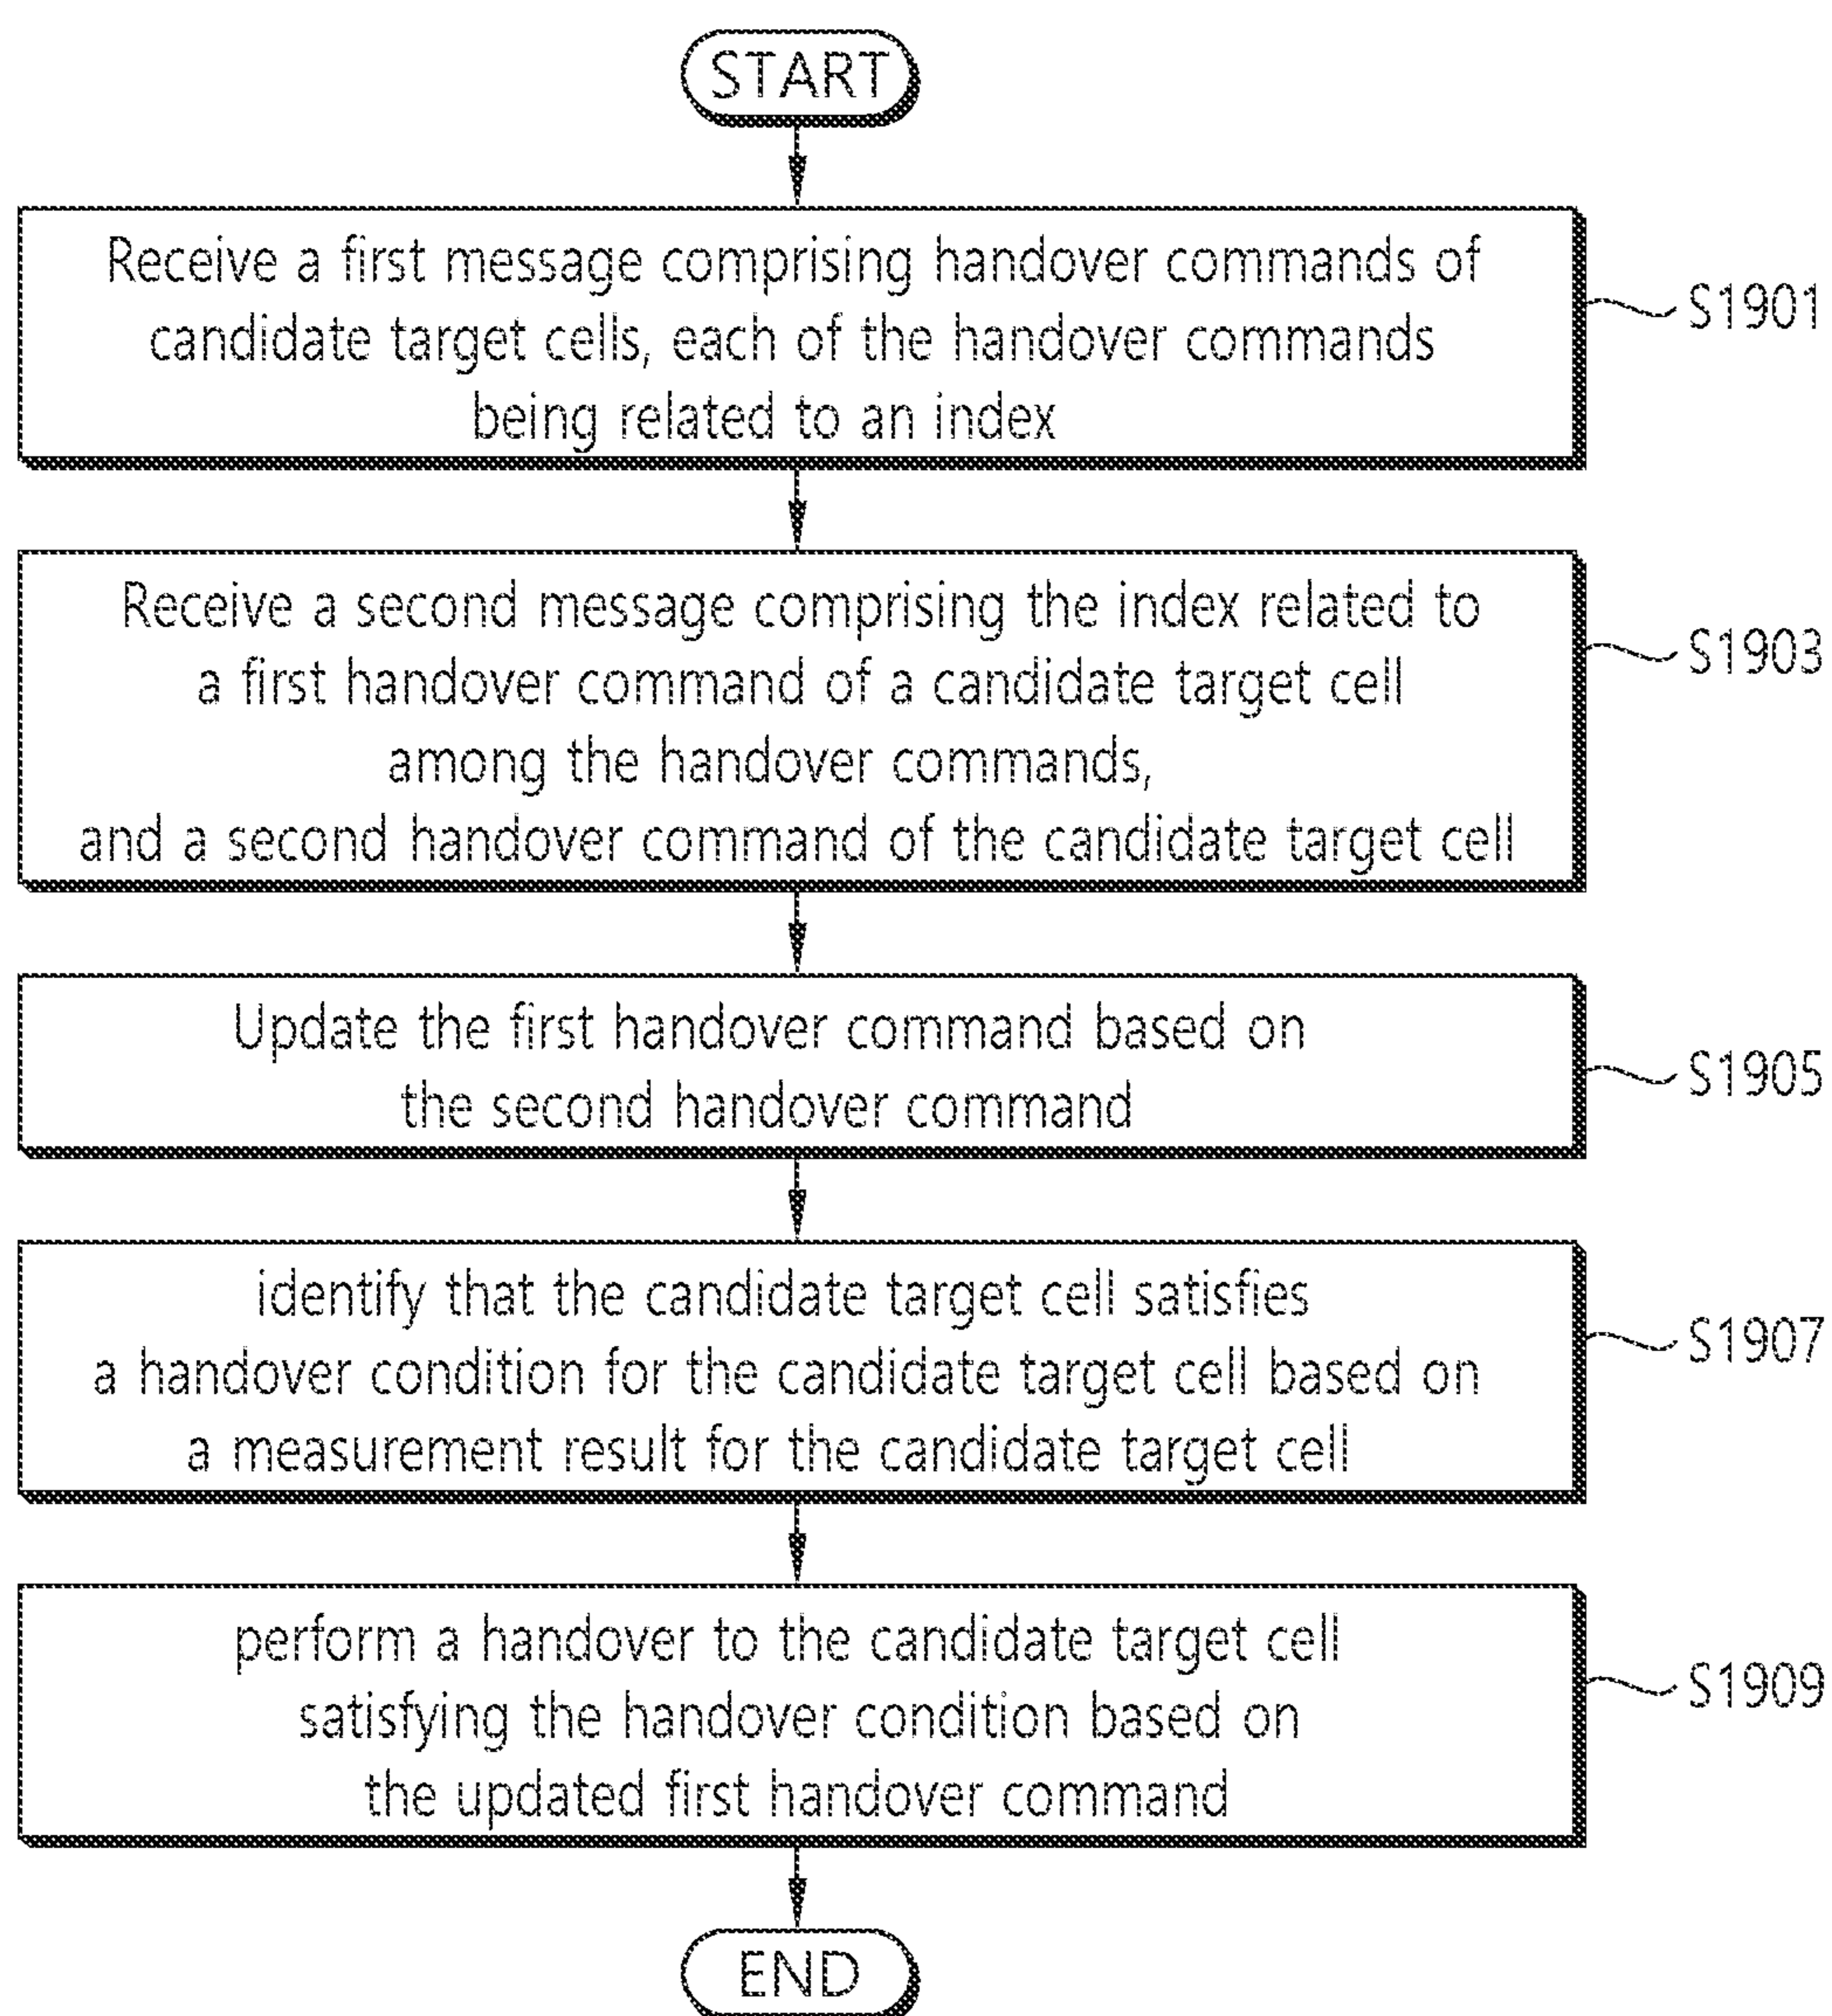 START
Receive a first message comprising handover commands of
candidate target cells, each of the handover commands
being related to an index
S1901
Receive a second message comprising the index related to
a first handover command of a candidate target cell
among the handover commands,
and a second handover command of the candidate target cell
S1903
Update the first handover command based on
the second handover command
S1905
identify that the candidate target cell satisfies
a handover condition for the candidate target cell based on
a measurement result for the candidate target cell
S1907
perform a handover to the candidate target cell
satisfying the handover condition based on
the updated first handover command
S1909
END